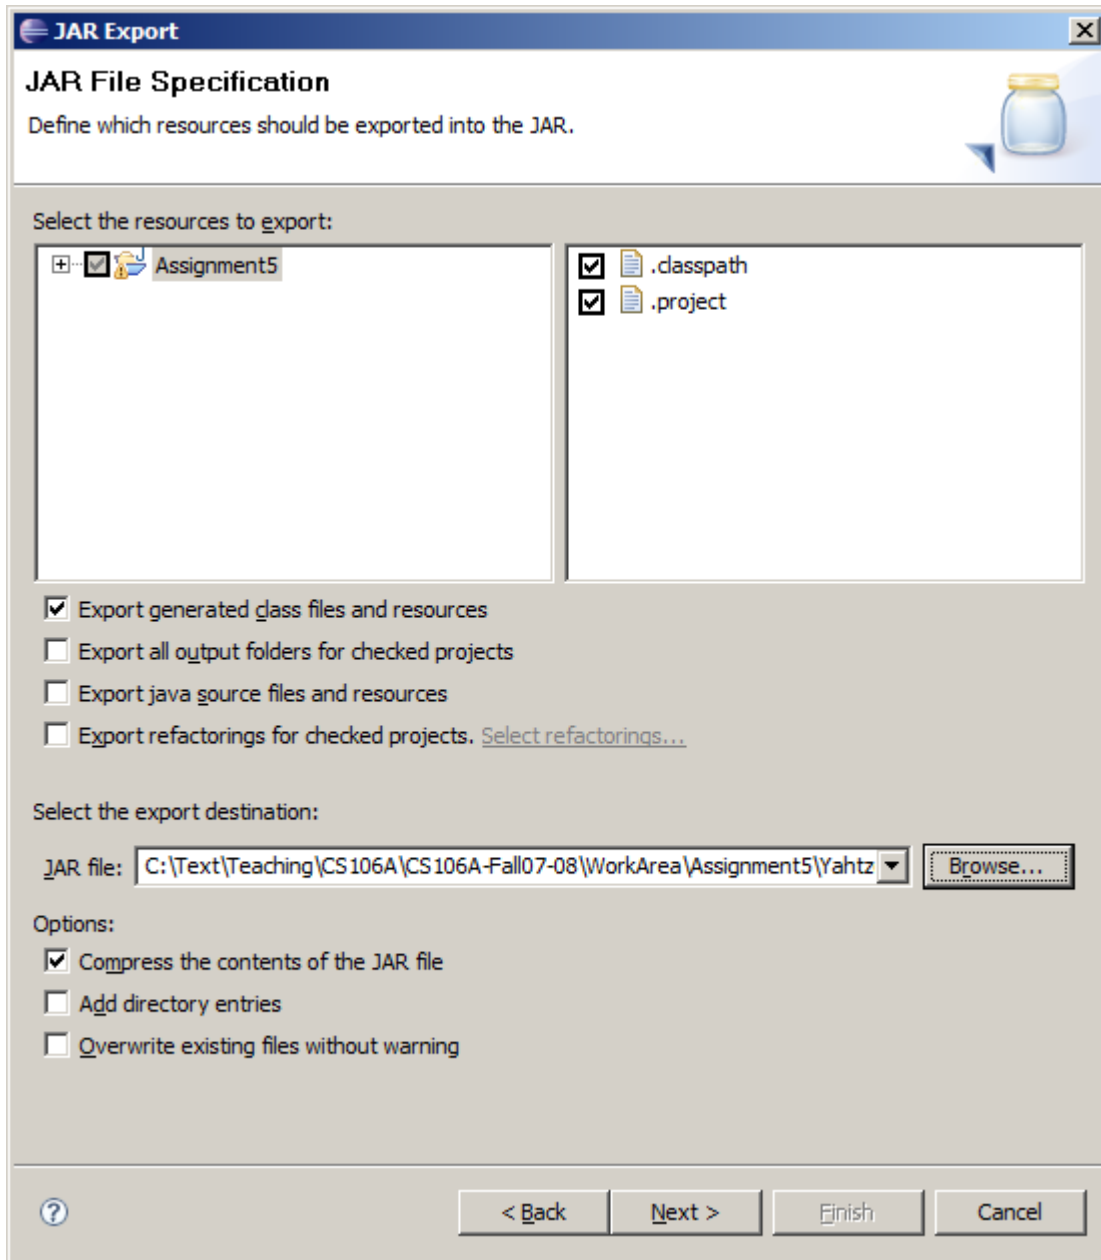 JAR Export
JAR File Specification
Define which resources should be exported into the JAR.
Select the resources to export:
Assignment5
.classpath
.project
Export generated class files and resources
Export all output folders for checked projects
Export java source files and resources
Export refactorings for checked projects. Select refactorings...
Select the export destination:
JAR file: C:\Text\Teaching\CS106A\CS106A-Fall07-08\WorkArea\Assignment5\Yahtz Browse...
Options:
Compress the contents of the JAR file
Add directory entries
Overwrite existing files without warning
? < Back Next > Finish Cancel